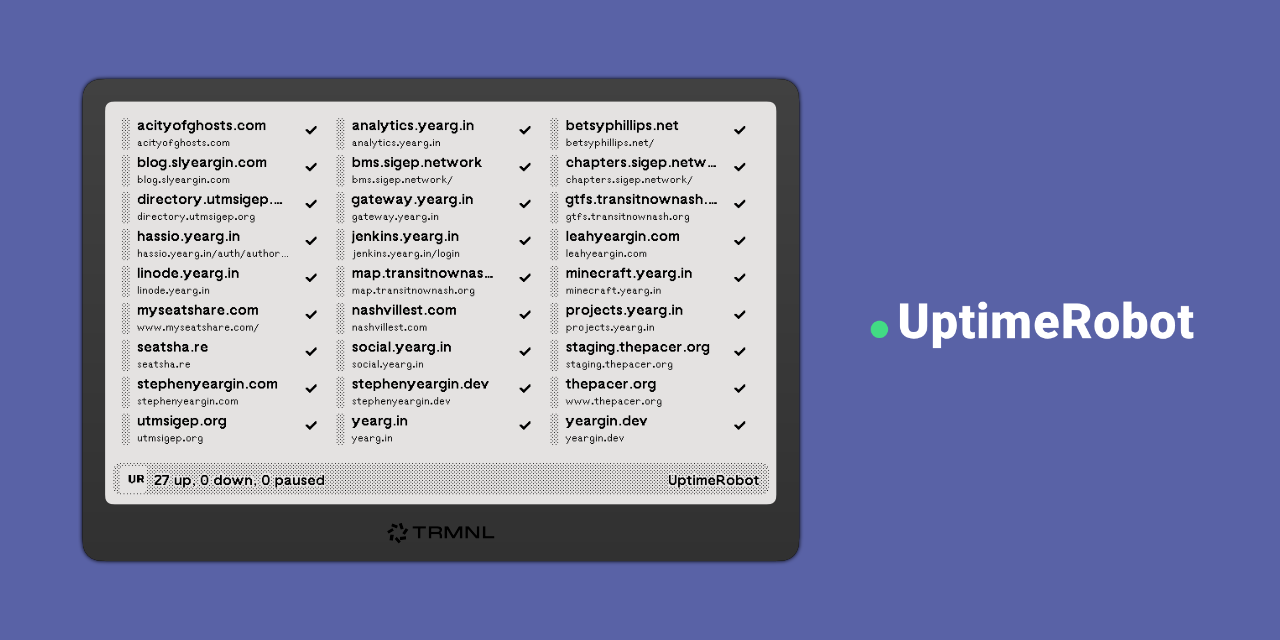 acityofghosts.com
acityofghosts.com
blog.slyeargin.com
blog.slyeargin.com
directory.utmsigep....
directory.utmsigep.org
hassio.yearg.in
hassio.yearg.in/auth/author...
linode.yearg.in
linode.yearg.in
myseatshare.com
www.myseatshare.com/
seatsha.re
seatsha.re
stephenyeargin.com
stephenyeargin.com
utmsigep.org
utmsigep.org
analytics.yearg.in
analytics.yearg.in
bms.sigep.network
bms.sigep.network/
gateway.yearg.in
gateway.yearg.in
jenkins.yearg.in
jenkins.yearg.in/login
map.transitnownas...
map.transitnownash.org
nashvillest.com
nashvillest.com
social.yearg.in
social.yearg.in
stephenyeargin.dev
stephenyeargin.dev
yearg.in
yearg.in
betsyphillips.net
betsyphillips.net/
chapters.sigep.netw...
chapters.sigep.network/
gtfs.transitnownash....
gtfs.transitnownash.org
leahyeargin.com
leahyeargin.com
minecraft.yearg.in
minecraft.yearg.in
projects.yearg.in
projects.yearg.in
staging.thepacer.org
staging.thepacer.org
thepacer.org
www.thepacer.org
yeargin.dev
yeargin.dev
UR 27 up, 0 down, 0 paused
UptimeRobot
TRMNL
UptimeRobot